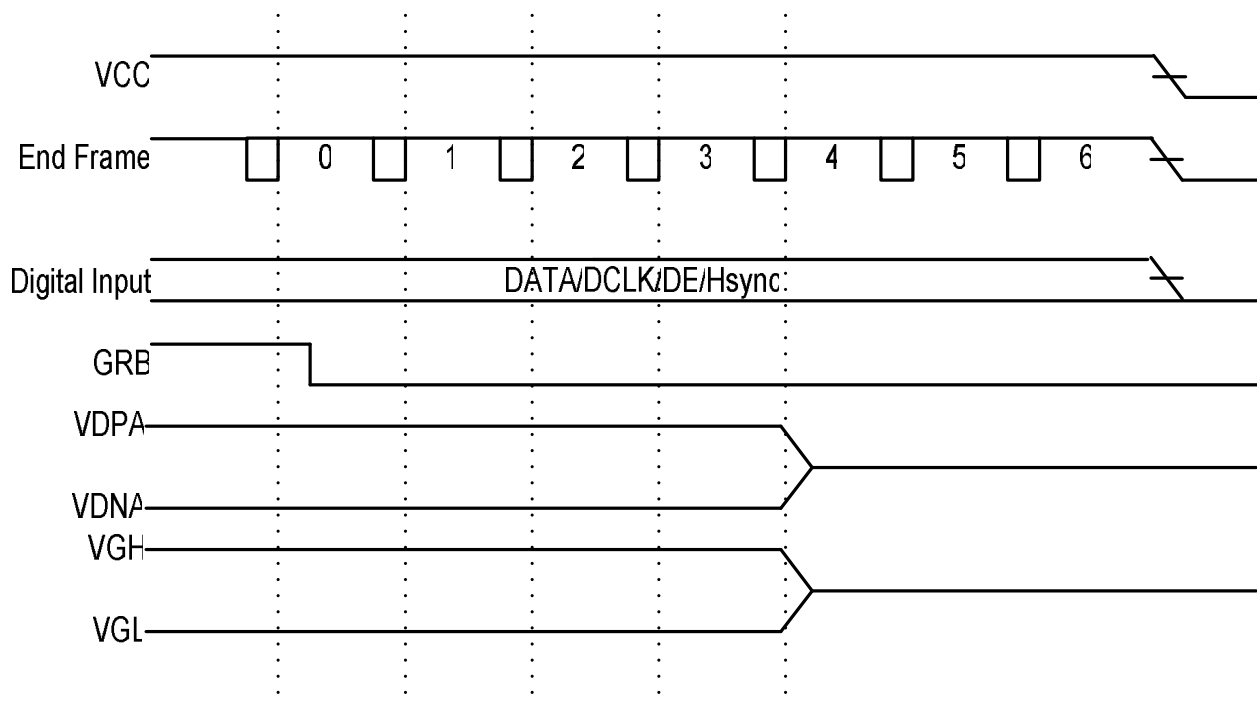 VCC
End Frame 0 1 2 3 4 5 6
Digital Input DATA/DCLK/DE/Hsync
GRB
VDPA
VDNA
VGH
VGL